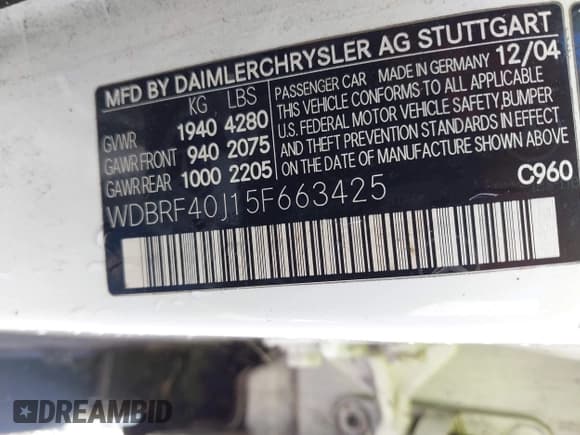 MFD BY DAIMLERCHRYSLER AG STUTTGART
KG LBS
GVWR 1940 4280
GAWR FRONT 940 2075
GAWR REAR 1000 2205
12/04
PASSENGER CAR MADE IN GERMANY
THIS VEHICLE CONFORMS TO ALL APPLICABLE
U.S. FEDERAL MOTOR VEHICLE SAFETY, BUMPER
AND THEFT PREVENTION STANDARDS IN EFFECT
ON THE DATE OF MANUFACTURE SHOWN ABOVE
WDBRF40J15F663425
C960
DREAMBID